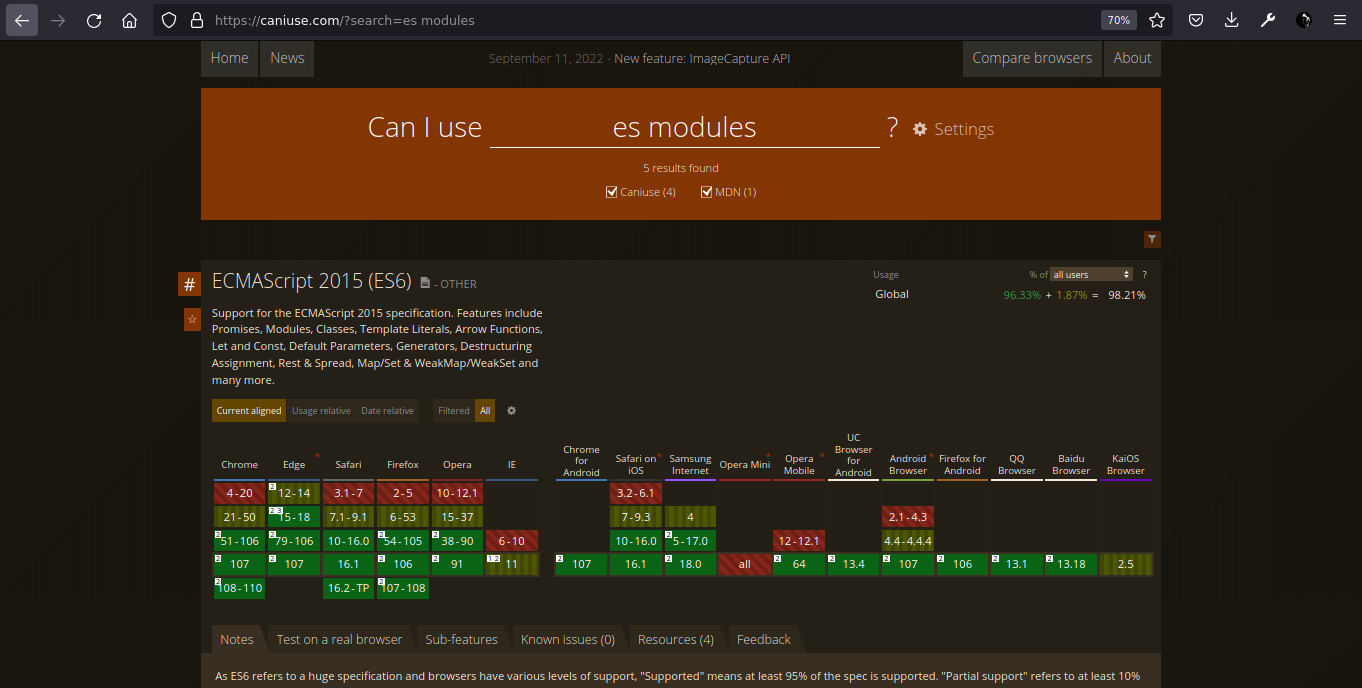 https://caniuse.com/?search=es modules
70%
Home
News
September 11, 2022 - New feature: ImageCapture API
Compare browsers
About
Can I use es modules ? Settings
5 results found
Caniuse (4) MDN (1)
#
ECMAScript 2015 (ES6) - OTHER
Usage % of all users ?
Global 96.33% + 1.87% = 98.21%
Support for the ECMAScript 2015 specification. Features include
Promises, Modules, Classes, Template Literals, Arrow Functions,
Let and Const, Default Parameters, Generators, Destructuring
Assignment, Rest & Spread, Map/Set & WeakMap/WeakSet and
many more.
Current aligned Usage relative Date relative Filtered All
Chrome Edge * Safari Firefox Opera IE Chrome for Android Safari on iOS * Samsung Internet Opera Mini * Opera Mobile * UC Browser for Android Android Browser * Firefox for Android QQ Browser Baidu Browser KaiOS Browser
4-20 2 12-14 3.1-7 2-5 10-12.1 3.2-6.1
21-50 2 3 15-18 7.1-9.1 6-53 15-37 7-9.3 4 2.1-4.3
2 51-106 2 79-106 10-16.0 2 54-105 2 38-90 6-10 10-16.0 2 5-17.0 12-12.1 4.4-4.4.4
2 107 2 107 16.1 2 106 2 91 1 2 11 2 107 16.1 2 18.0 all 2 64 2 13.4 2 107 2 106 2 13.1 2 13.18 2.5
2 108-110 16.2-TP 2 107-108
Notes Test on a real browser Sub-features Known issues (0) Resources (4) Feedback
As ES6 refers to a huge specification and browsers have various levels of support, "Supported" means at least 95% of the spec is supported. "Partial support" refers to at least 10%